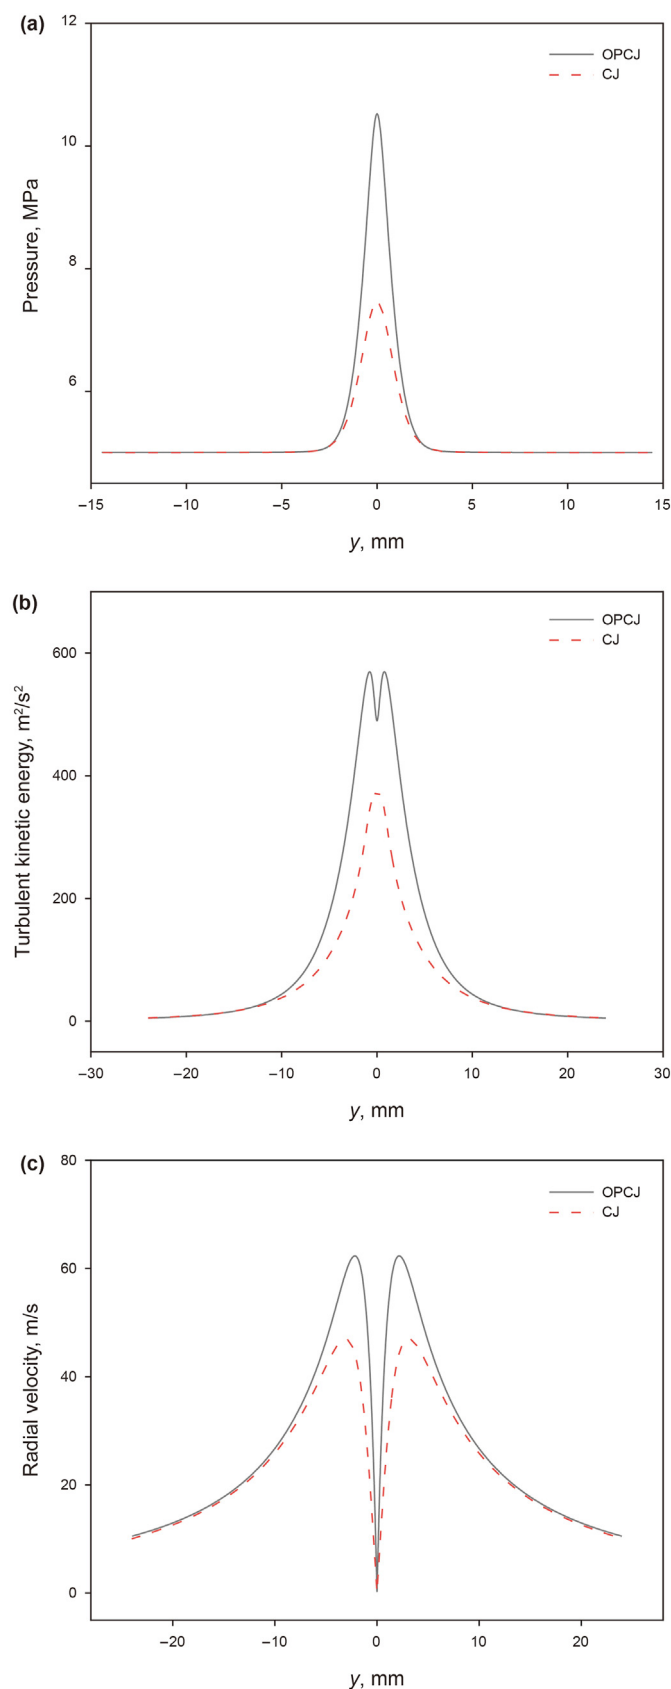 (a)
12
10
8
6
Pressure, MPa
OPCJ
CJ
–15 –10 –5 0 5 10 15
y, mm
(b)
600
400
200
0
Turbulent kinetic energy, m²/s²
OPCJ
CJ
–30 –20 –10 0 10 20 30
y, mm
(c)
80
60
40
20
0
Radial velocity, m/s
OPCJ
CJ
–20 –10 0 10 20
y, mm